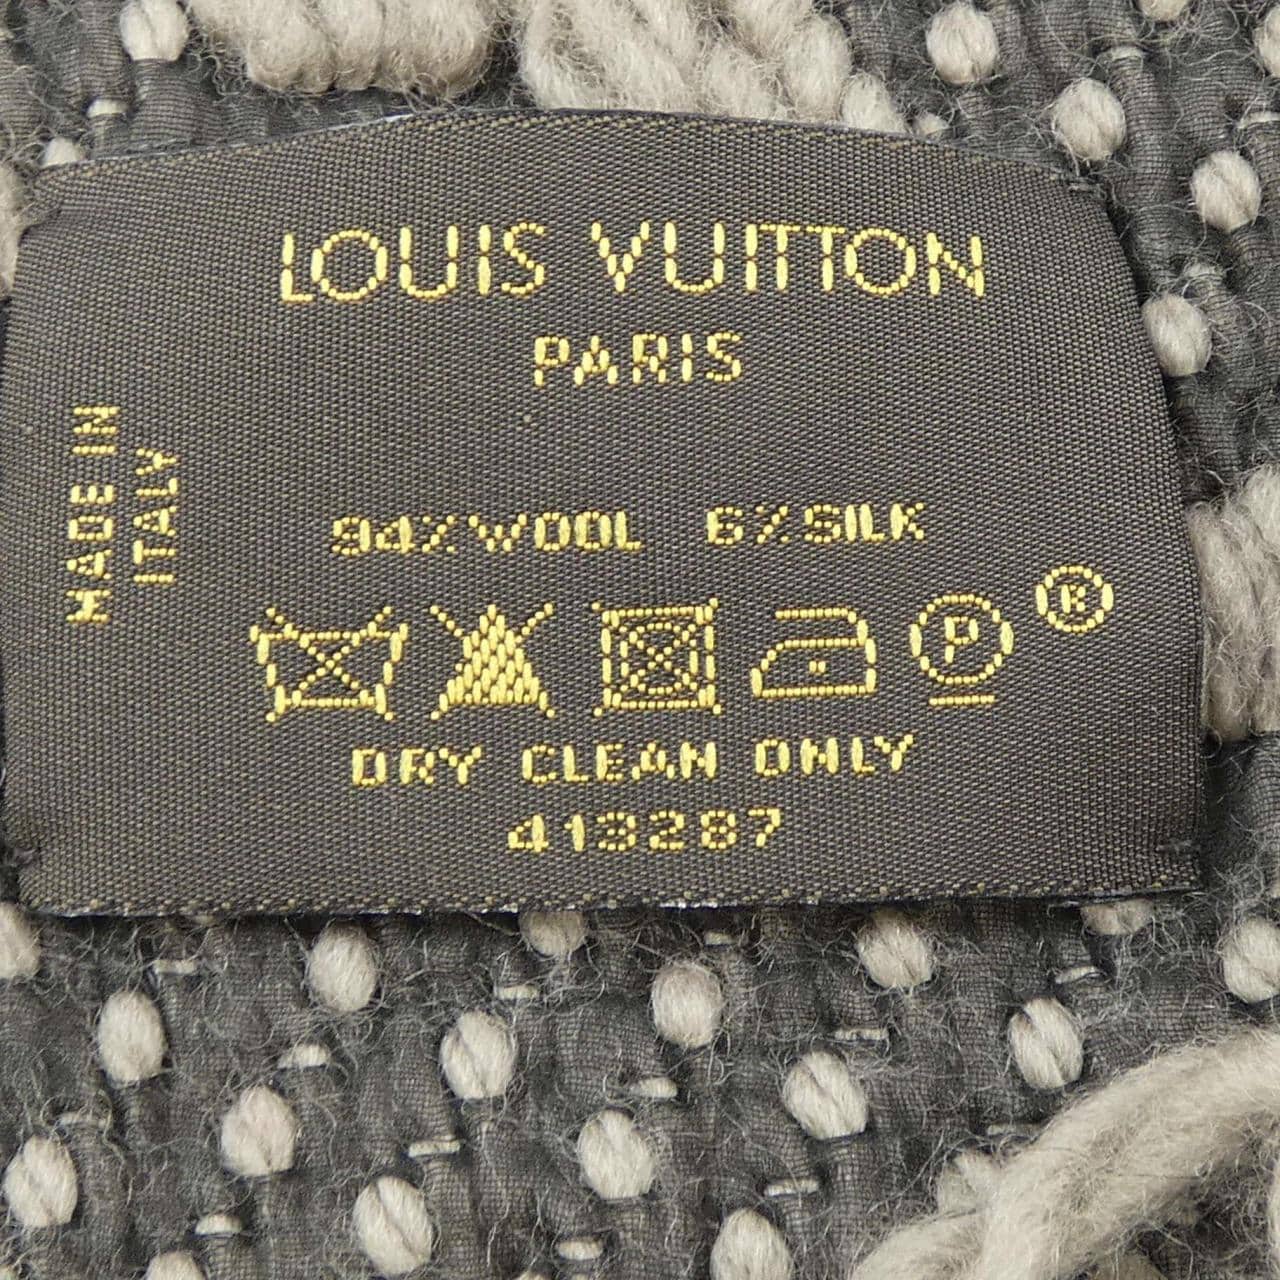 LOUIS VUITTON
PARIS
MADE IN
ITALY
94% WOOL 6% SILK
P ®
DRY CLEAN ONLY
413287